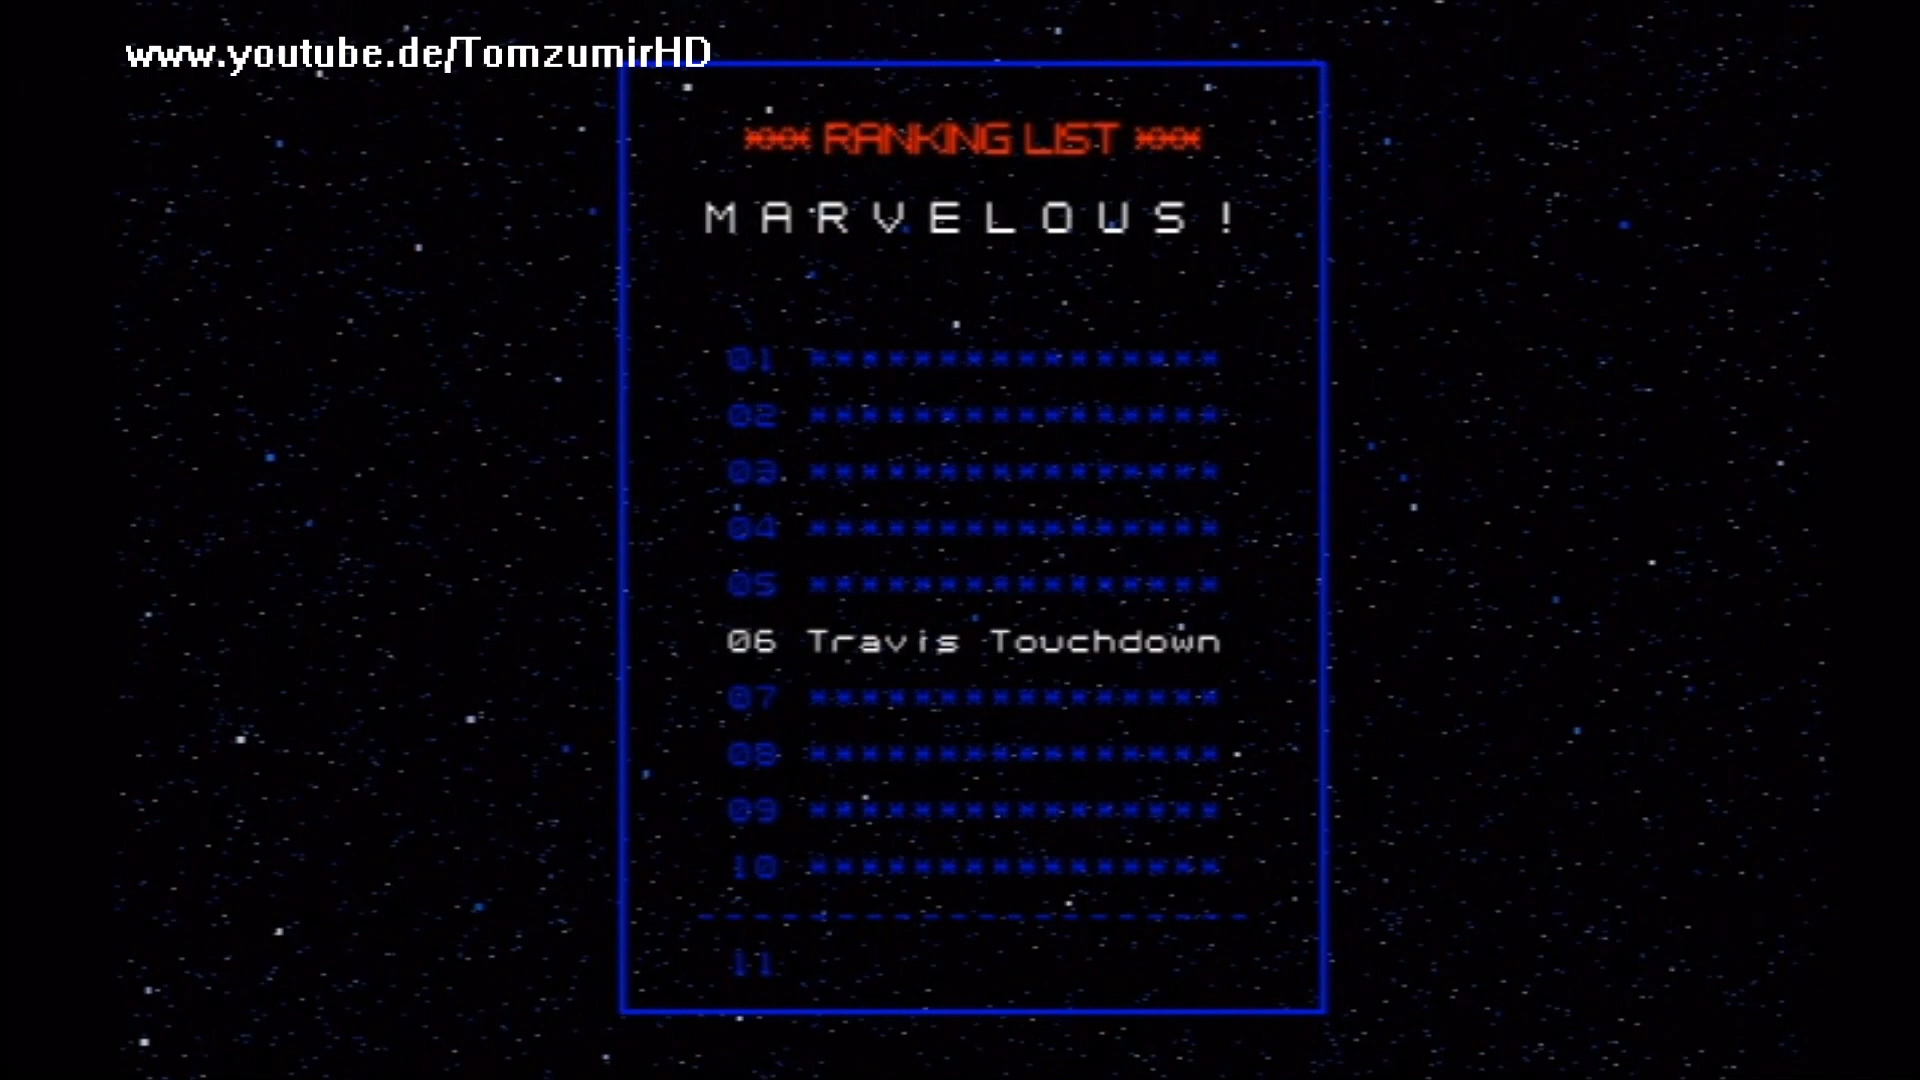 www.youtube.de/TomzumirHD
*** RANKING LIST ***
MARVELOUS!
01 ****************
02 ****************
03 ****************
04 ****************
05 ****************
06 Travis Touchdown
07 ****************
08 ****************
09 ****************
10 ****************
--------------------
11